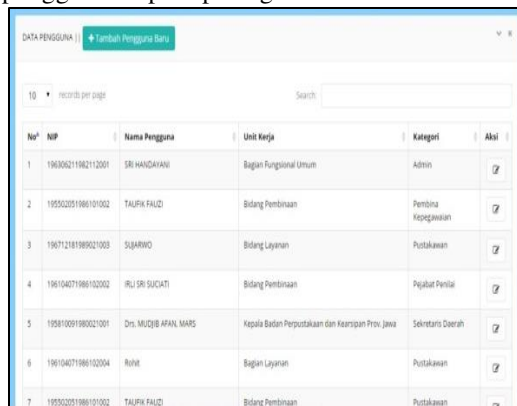 DATA PENGGUNA || + Tambah Pengguna Baru
10 records per page Search:
No NIP Nama Pengguna Unit Kerja Kategori Aksi
1 196306211982112001 SRI HANDAYANI Bagian Fungsional Umum Admin
2 195502051986101002 TAUFIK FAUZI Bidang Pembinaan Pembina
Kepegawaian
3 196712181989021003 SUJARWO Bidang Layanan Pustakawan
4 196104071986102002 IRLI SRI SUCIATI Bidang Pembinaan Pejabat Penilai
5 195810091980021001 Drs. MUDJIB AFAN, MARS Kepala Badan Perpustakaan dan Kearsipan Prov. Jawa Sekretaris Daerah
6 196104071986102004 Rohit Bagian Layanan Pustakawan
7 195502051986101002 TAUFIK FAUZI Bidang Pembinaan Pustakawan